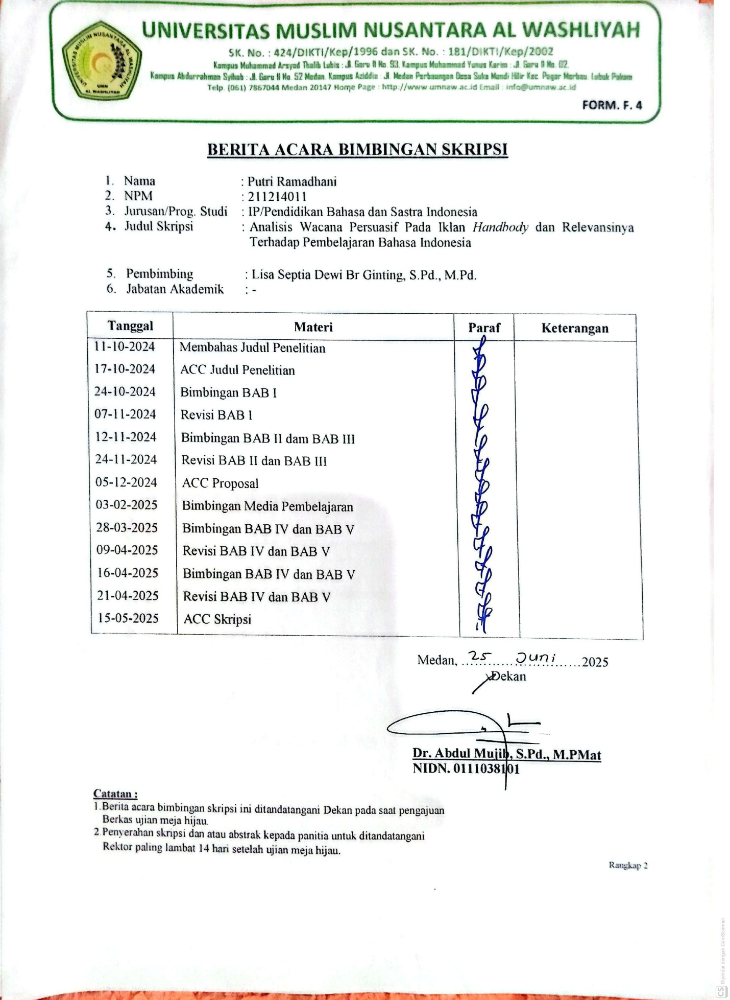 UNIVERSITAS MUSLIM NUSANTARA AL WASHLIYAH
SK. No. : 424/DIKTI/Kep/1996 dan SK. No. : 181/DIKTI/Kep/2002
Kampus Muhammad Arsyad Thalib Lubis : Jl. Garu II No. 93. Kampus Muhammad Yunus Karim : Jl. Garu II No. 02.
Kampus Abdurrahman Syihab : Jl. Garu II No. 52 Medan. Kampus Aziddin : Jl. Medan Perbaungan Desa Suka Mandi Hilir Kec. Pagar Merbau. Lubuk Pakam
Telp. (061) 7867044 Medan 20147 Home Page : http://www.umnaw.ac.id Email : info@umnaw.ac.id
FORM. F. 4
UNIVERSITAS MUSLIM NUSANTARA AL WASHLIYAH
UMN
AL WASHLIYAH
BERITA ACARA BIMBINGAN SKRIPSI
1. Nama : Putri Ramadhani
2. NPM : 211214011
3. Jurusan/Prog. Studi : IP/Pendidikan Bahasa dan Sastra Indonesia
4. Judul Skripsi : Analisis Wacana Persuasif Pada Iklan Handbody dan Relevansinya
Terhadap Pembelajaran Bahasa Indonesia
5. Pembimbing : Lisa Septia Dewi Br Ginting, S.Pd., M.Pd.
6. Jabatan Akademik : -
Tanggal Materi Paraf Keterangan
11-10-2024 Membahas Judul Penelitian
17-10-2024 ACC Judul Penelitian
24-10-2024 Bimbingan BAB I
07-11-2024 Revisi BAB I
12-11-2024 Bimbingan BAB II dam BAB III
24-11-2024 Revisi BAB II dan BAB III
05-12-2024 ACC Proposal
03-02-2025 Bimbingan Media Pembelajaran
28-03-2025 Bimbingan BAB IV dan BAB V
09-04-2025 Revisi BAB IV dan BAB V
16-04-2025 Bimbingan BAB IV dan BAB V
21-04-2025 Revisi BAB IV dan BAB V
15-05-2025 ACC Skripsi
Medan, 25 Juni 2025
Dekan
Dr. Abdul Mujib, S.Pd., M.PMat
NIDN. 0111038101
Catatan :
1.Berita acara bimbingan skripsi ini ditandatangani Dekan pada saat pengajuan
Berkas ujian meja hijau.
2.Penyerahan skripsi dan atau abstrak kepada panitia untuk ditandatangani
Rektor paling lambat 14 hari setelah ujian meja hijau.
Rangkap 2
CS Dipindai dengan CamScanner